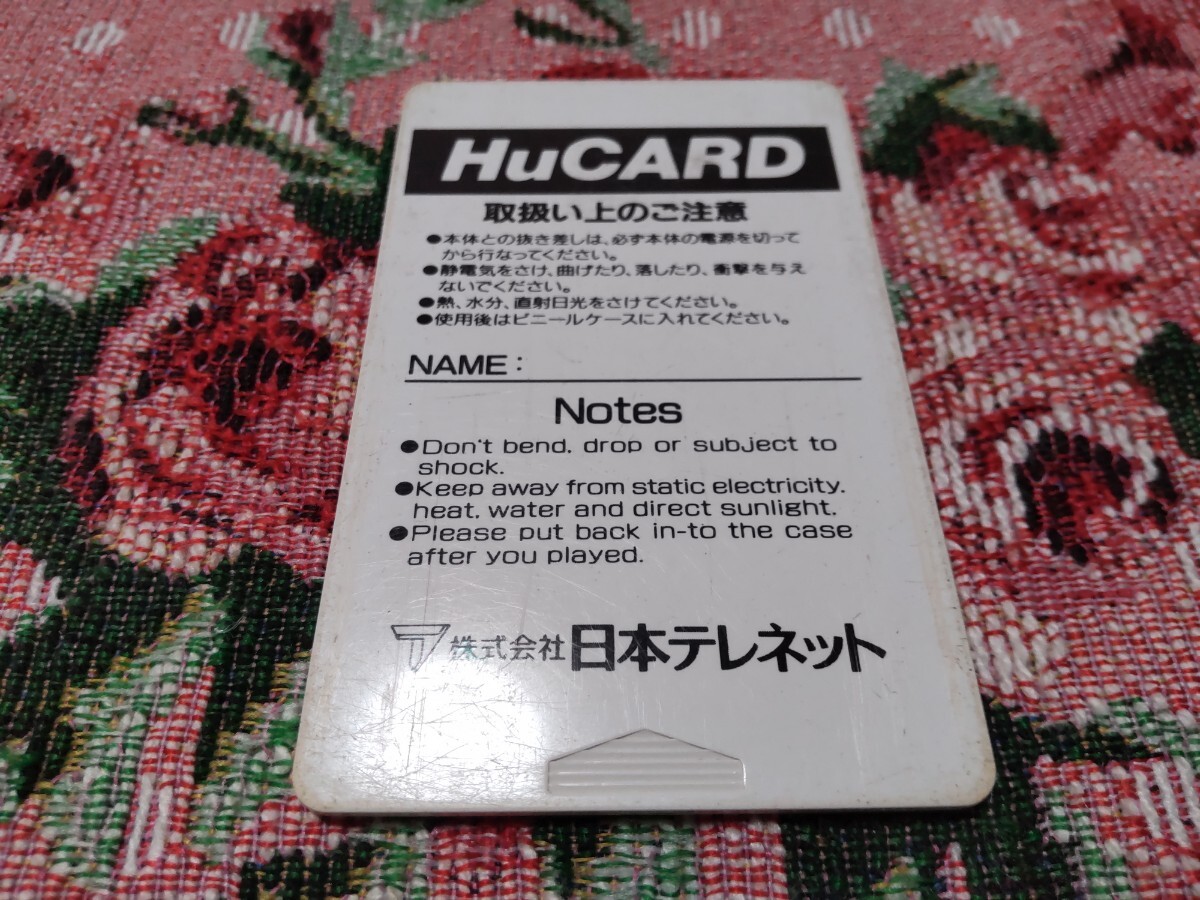 HuCARD
取扱い上のご注意
●本体との抜き差しは、必ず本体の電源を切って
から行なってください。
●静電気をさけ、曲げたり、落したり、衝撃を与え
ないでください。
●熱、水分、直射日光をさけてください。
●使用後はビニールケースに入れてください。
NAME:
Notes
●Don't bend, drop or subject to
shock.
●Keep away from static electricity,
heat, water and direct sunlight.
●Please put back in-to the case
after you played.
株式会社 日本テレネット